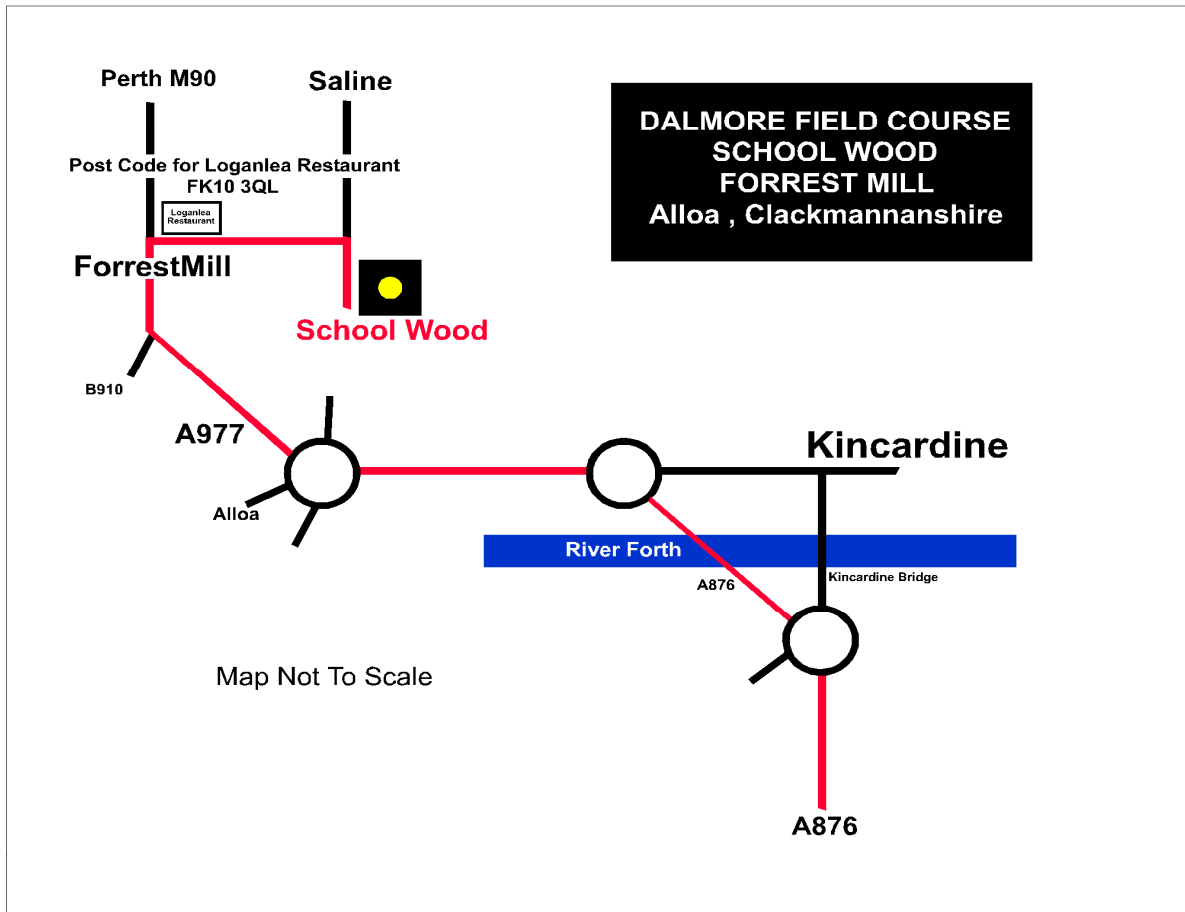 Perth M90
Saline
DALMORE FIELD COURSE
SCHOOL WOOD
FORREST MILL
Alloa , Clackmannanshire
Post Code for Loganlea Restaurant
FK10 3QL
Loganlea
Restaurant
ForrestMill
School Wood
B910
A977
Kincardine
Alloa
River Forth
A876
Kincardine Bridge
Map Not To Scale
A876